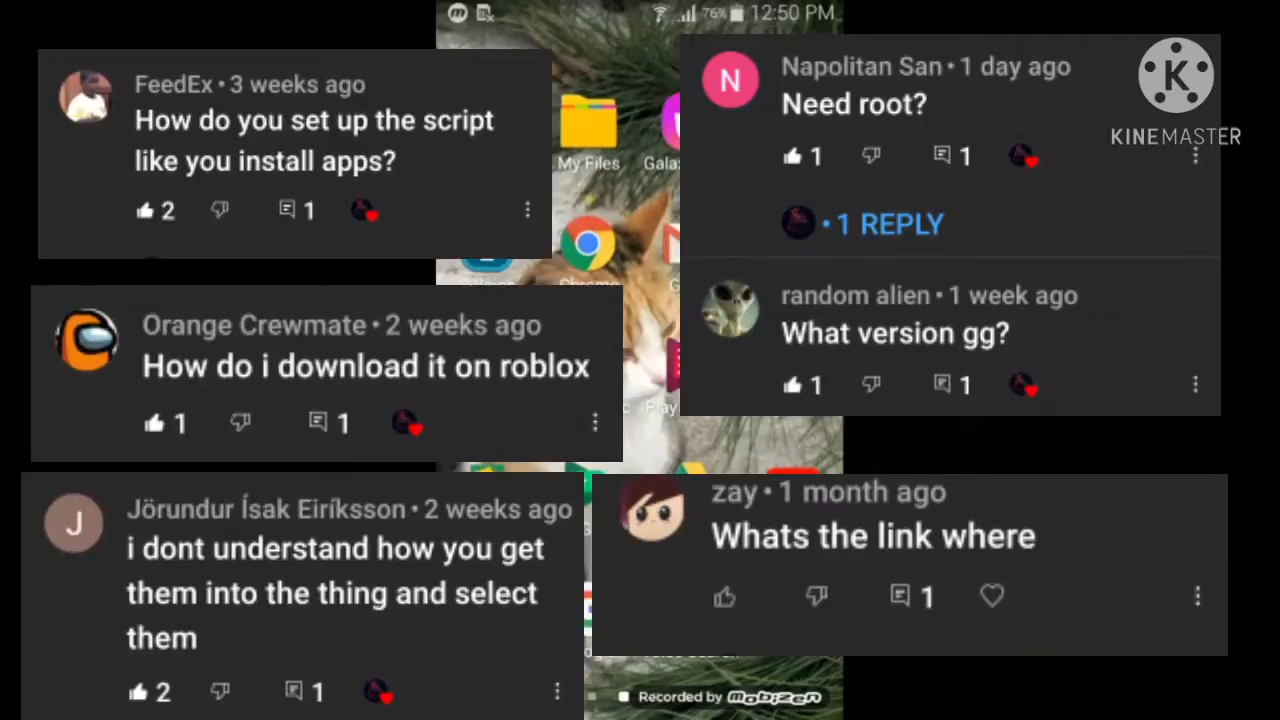 76% 12:50 PM
FeedEx • 3 weeks ago
How do you set up the script
like you install apps?
2
1
Napolitan San • 1 day ago
Need root?
1
1
• 1 REPLY
K
KINEMASTER
My Files
Chrome
Orange Crewmate • 2 weeks ago
How do i download it on roblox
1
1
random alien • 1 week ago
What version gg?
1
1
J
Jörundur Ísak Eiríksson • 2 weeks ago
i dont understand how you get
them into the thing and select
them
2
1
zay • 1 month ago
Whats the link where
1
N
Recorded by mobizen